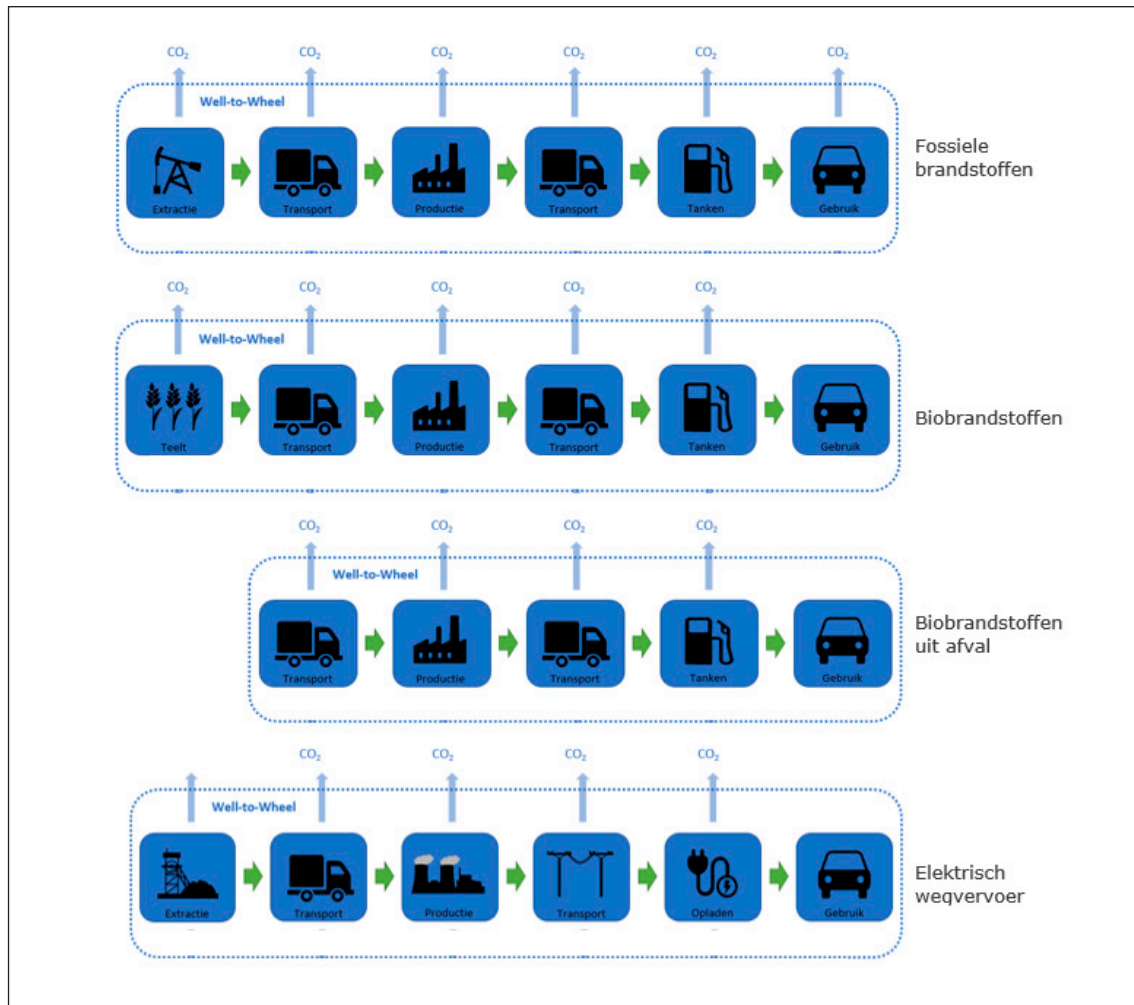 CO₂ CO₂ CO₂ CO₂ CO₂ CO₂
Well-to-Wheel
Extractie Transport Productie Transport Tanken Gebruik
Fossiele
brandstoffen
CO₂ CO₂ CO₂ CO₂ CO₂
Well-to-Wheel
Teelt Transport Productie Transport Tanken Gebruik
Biobrandstoffen
CO₂ CO₂ CO₂ CO₂
Well-to-Wheel
Transport Productie Transport Tanken Gebruik
Biobrandstoffen
uit afval
CO₂ CO₂ CO₂ CO₂
Well-to-Wheel
Extractie Transport Productie Transport Opladen Gebruik
Elektrisch
wegvervoer